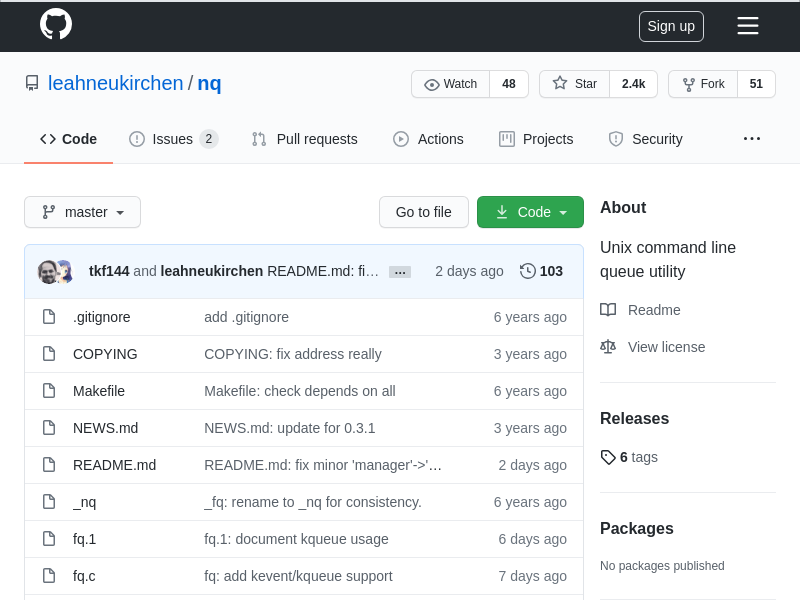 Sign up
leahneukirchen / nq
Watch 48 Star 2.4k Fork 51
Code Issues 2 Pull requests Actions Projects Security ···
master Go to file Code
tkf144 and leahneukirchen README.md: fi… … 2 days ago 103
.gitignore add .gitignore 6 years ago
COPYING COPYING: fix address really 3 years ago
Makefile Makefile: check depends on all 6 years ago
NEWS.md NEWS.md: update for 0.3.1 3 years ago
README.md README.md: fix minor 'manager'->'… 2 days ago
_nq _fq: rename to _nq for consistency. 6 years ago
fq.1 fq.1: document kqueue usage 6 days ago
fq.c fq: add kevent/kqueue support 7 days ago
About
Unix command line
queue utility
Readme
View license
Releases
6 tags
Packages
No packages published